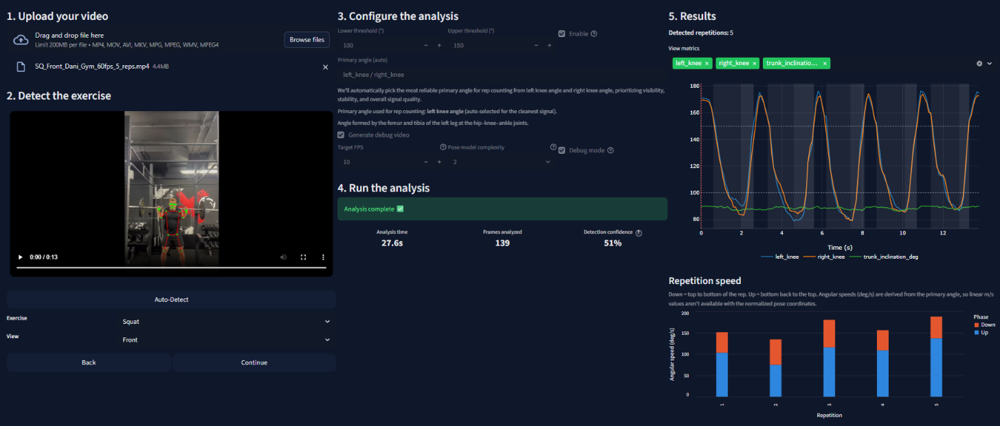 1. Upload your video
Drag and drop file here
Limit 200MB per file • MP4, MOV, AVI, MKV, MPG, MPEG, WMV, MPEG4
Browse files
SQ_Front_Dani_Gym_60fps_5_reps.mp4 4.4MB
2. Detect the exercise
0:00 / 0:13
Auto-Detect
Exercise
Squat
View
Front
Back
Continue
3. Configure the analysis
Lower threshold (°)
Upper threshold (°)
Enable
100
150
Primary angle (auto)
left_knee / right_knee
We'll automatically pick the most reliable primary angle for rep counting from left knee angle and right knee angle, prioritizing visibility,
stability, and overall signal quality.
Primary angle used for rep counting: left knee angle (auto-selected for the cleanest signal).
Angle formed by the femur and tibia of the left leg at the hip–knee–ankle joints.
Generate debug video
Target FPS
Pose model complexity
Debug mode
10
2
4. Run the analysis
Analysis complete
Analysis time
Frames analyzed
Detection confidence
27.6s
139
51%
5. Results
Detected repetitions: 5
View metrics
left_knee
right_knee
trunk_inclinatio...
180
160
140
120
100
80
0
2
4
6
8
10
12
Time (s)
left_knee
right_knee
trunk_inclination_deg
Repetition speed
Down = top to bottom of the rep. Up = bottom back to the top. Angular speeds (deg/s) are derived from the primary angle, so linear m/s
values aren't available with the normalized pose coordinates.
200
150
100
50
0
Angular speed (deg/s)
1
2
3
4
5
Repetition
Phase
Down
Up